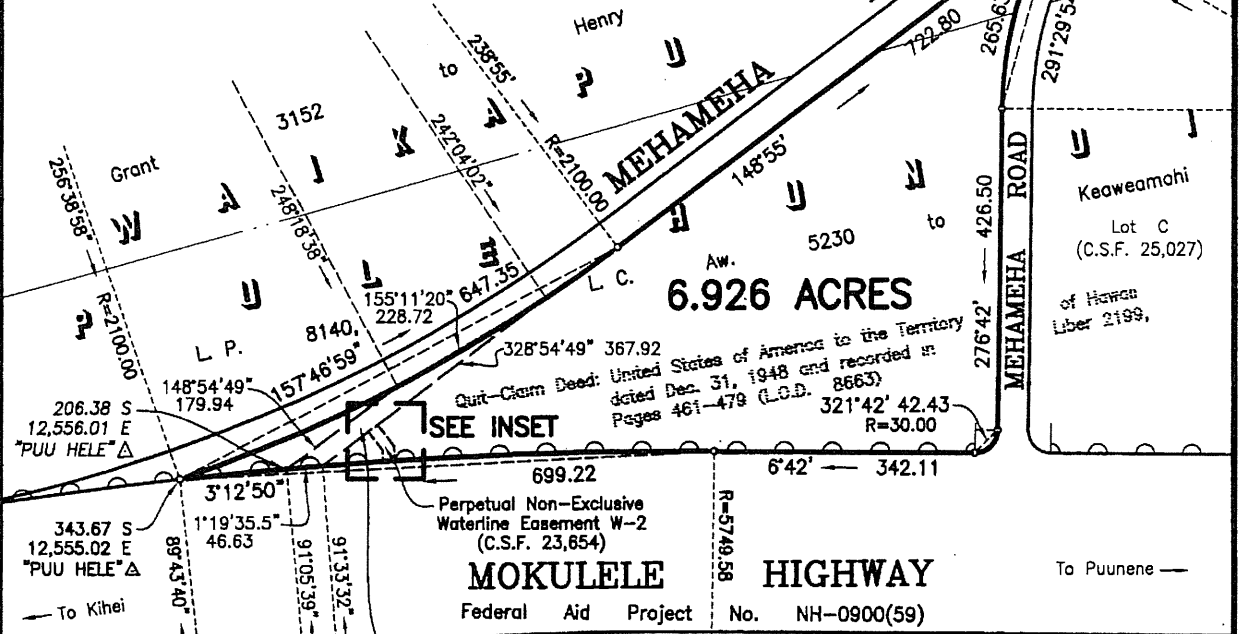 Henry
to
238°55'
722.80
265.63
291°29'54"
3152
Grant
W A I K A P U
242°04'02"
R=2100.00
MEHAMEHA
148°55'
256°38'58"
248°18'38"
P U L E H U N U I
426.50
276°42'
MEHAMEHA ROAD
Keaweamahi
Lot C
(C.S.F. 25,027)
5230 to
Aw.
L. C.
6.926 ACRES
of Hawaii
Liber 2199,
R=2100.00
647.35
155°11'20"
228.72
8140,
L. P.
157°46'59"
328°54'49" 367.92
Quit-Claim Deed: United States of America to the Territory
dated Dec. 31, 1948 and recorded in
Pages 461-479 (L.O.D. 8663)
148°54'49"
179.94
206.38 S
12,556.01 E
"PUU HELE"
321°42' 42.43
R=30.00
SEE INSET
3°12'50"
699.22
6°42' 342.11
1°19'35.5"
46.63
343.67 S
12,555.02 E
"PUU HELE"
Perpetual Non-Exclusive
Waterline Easement W-2
(C.S.F. 23,654)
R=5749.58
89°43'40"
91°05'39"
91°33'32"
MOKULELE HIGHWAY
To Puunene
To Kihei
Federal Aid Project No. NH-0900(59)